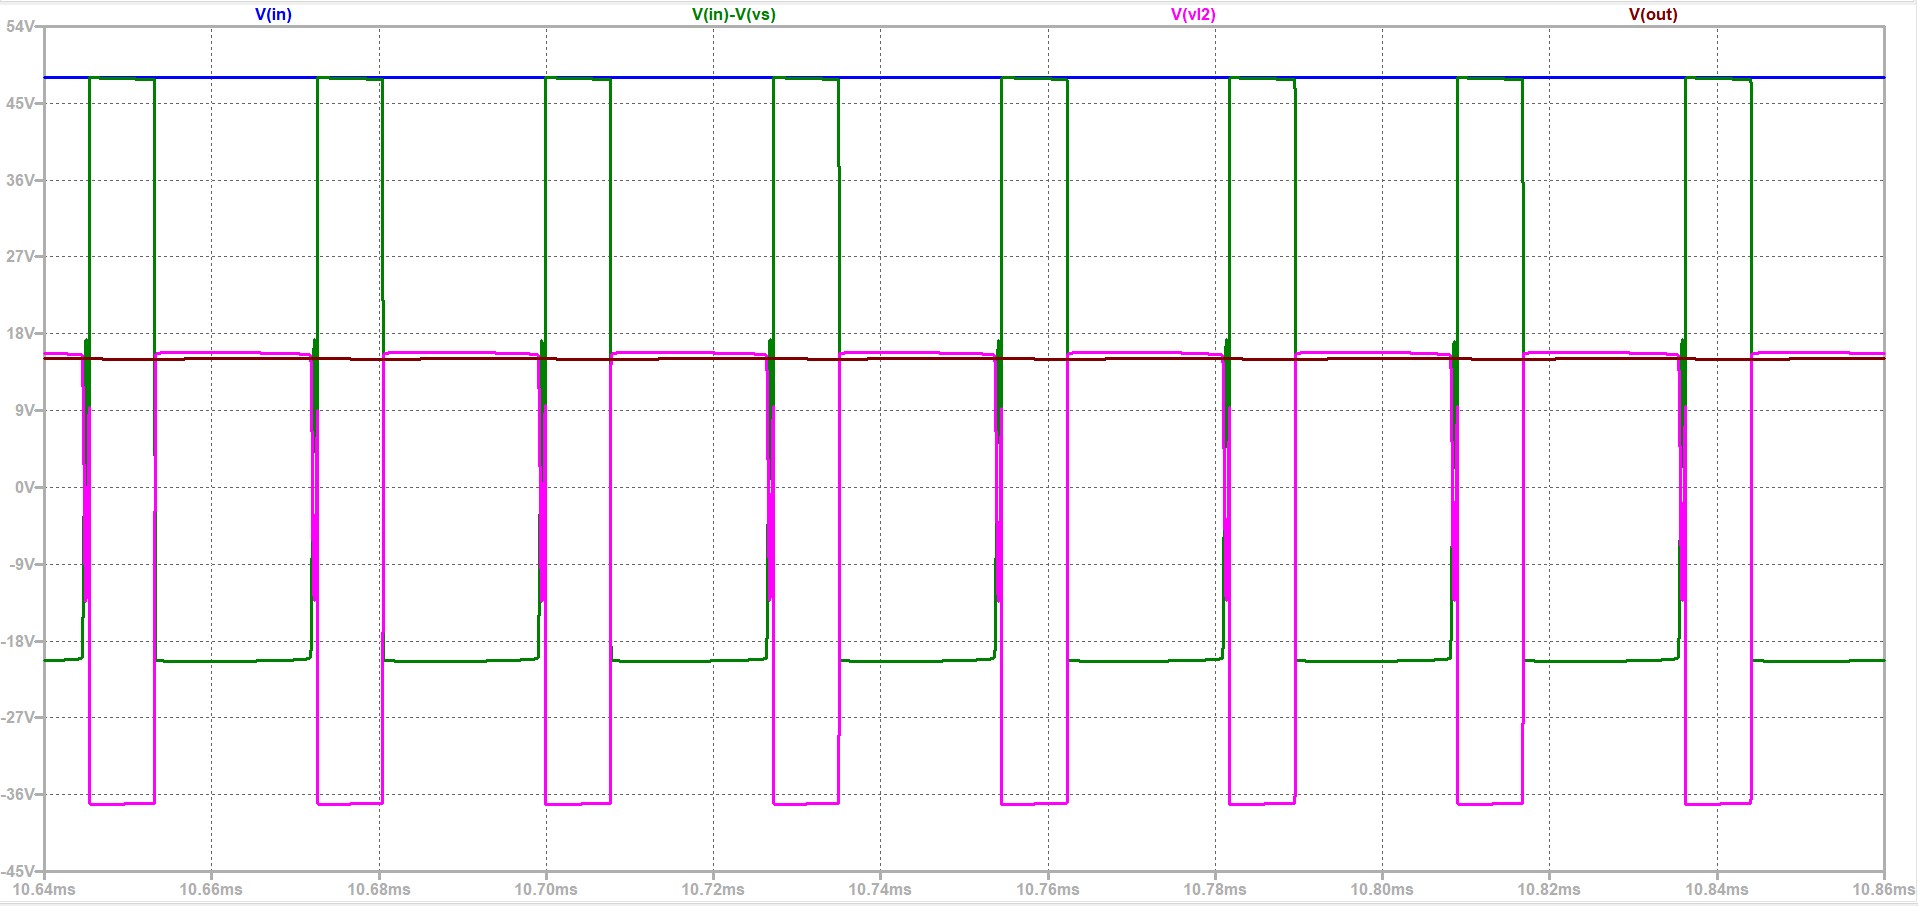 V(in) V(in)-V(vs) V(vl2) V(out)
54V
45V
36V
27V
18V
9V
0V
-9V
-18V
-27V
-36V
-45V
10.64ms 10.66ms 10.68ms 10.70ms 10.72ms 10.74ms 10.76ms 10.78ms 10.80ms 10.82ms 10.84ms 10.86ms